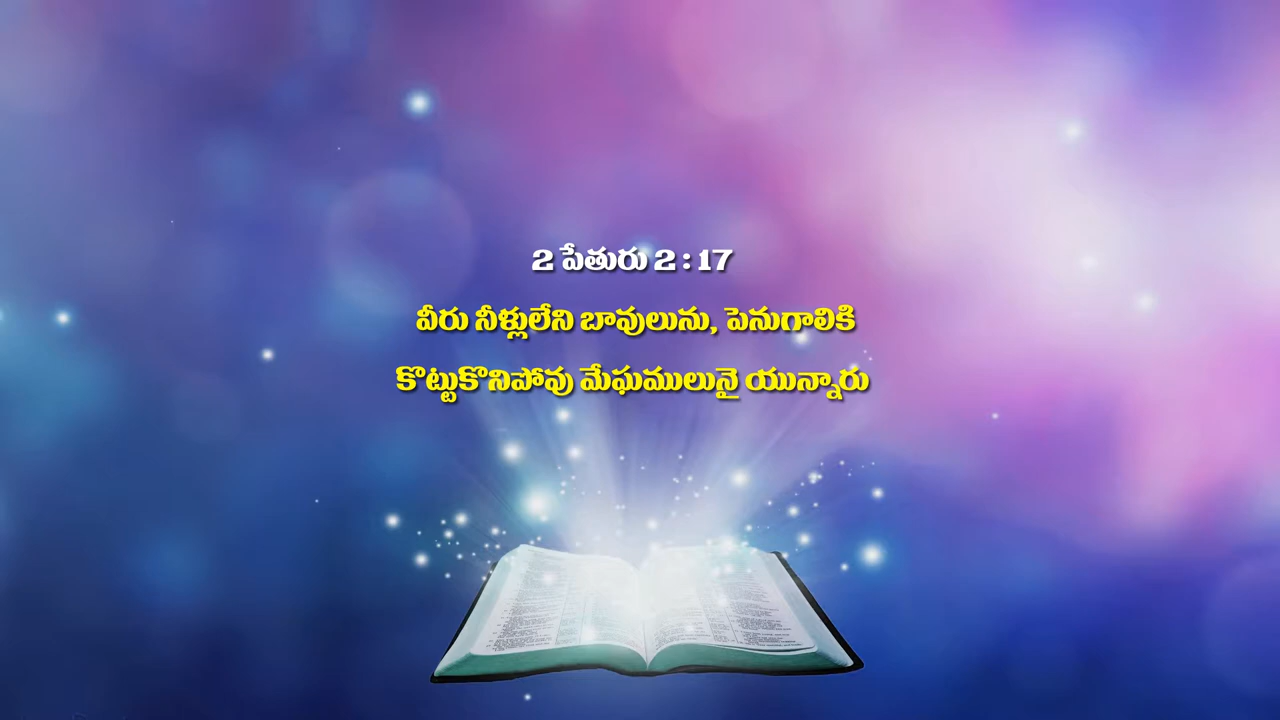 2 పేతురు 2 : 17
వీరు నీళ్లులేని బావులును, పెనుగాలికి
కొట్టుకొనిపోవు మేఘములునై యున్నారు